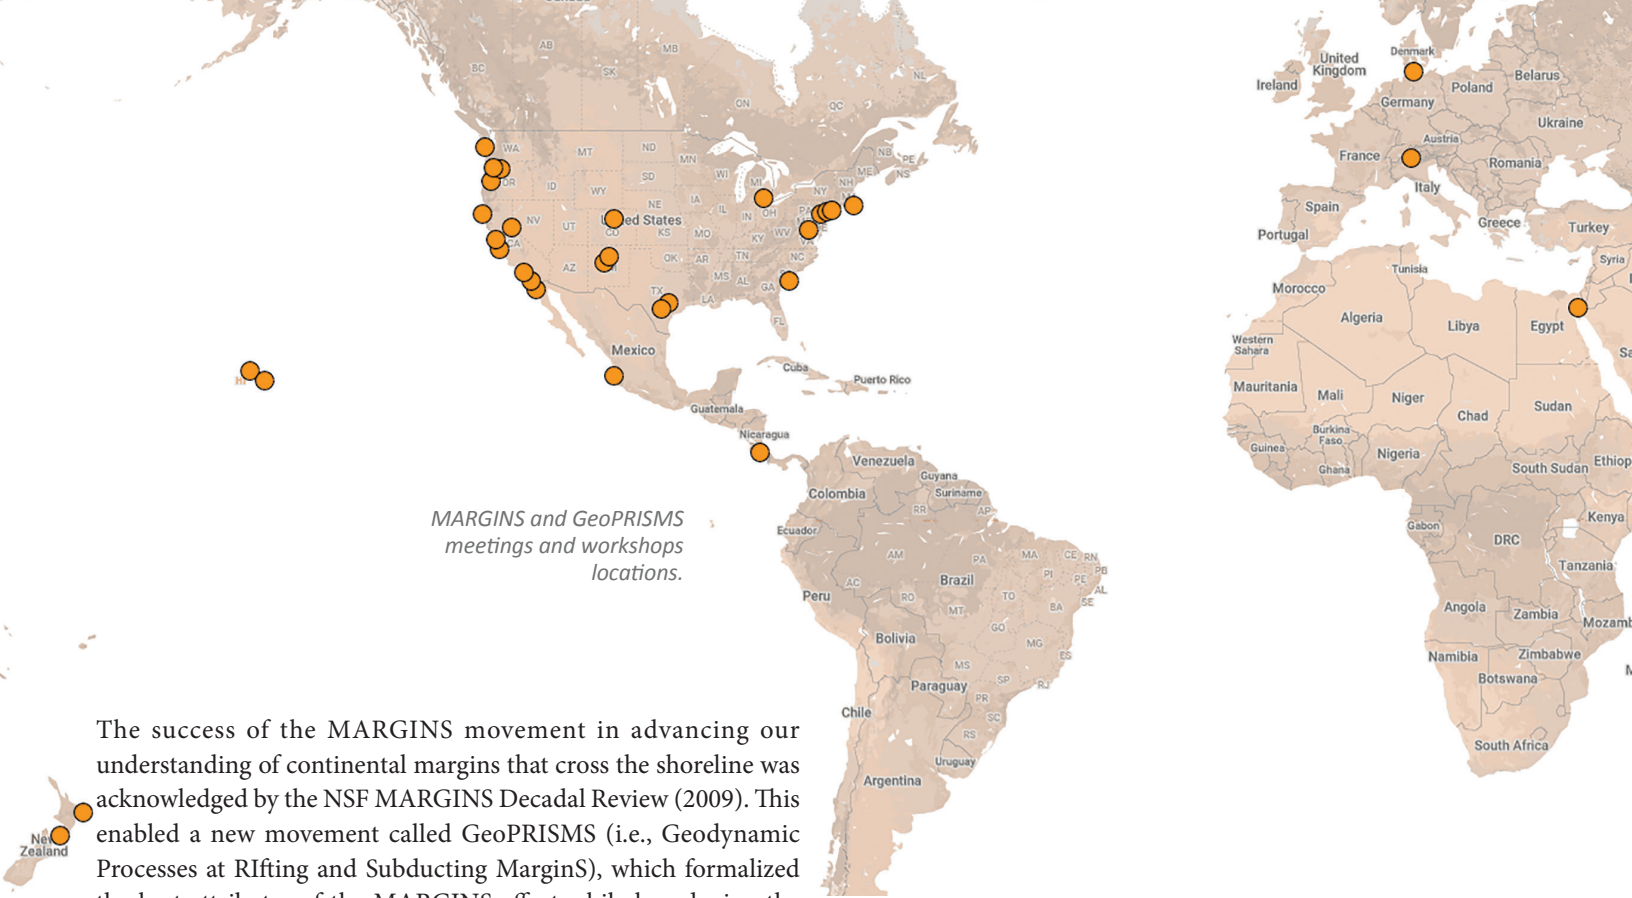 AB
MB
BC
SK
NL
ON
QC
WA
MT
ND
MN
NB
PE
ME
NS
OR
ID
SD
WI
MI
NH
WY
NY
NE
IA
IL
IN
OH
PA
NV
UT
United States
CO
KS
MO
KY
WV
VA
CA
AZ
OK
AR
TN
NC
MS
AL
GA
TX
LA
FL
Mexico
HI
Cuba
Puerto Rico
Guatemala
Nicaragua
Venezuela
Guyana
Suriname
Colombia
RR
AP
Ecuador
AM
PA
MA
CE
RN
PB
PI
PE
AL
SE
AC
Brazil
Peru
RO
MT
TO
BA
GO
Bolivia
MG
ES
MS
SP
RJ
Paraguay
PR
SC
Chile
RS
Uruguay
Argentina
Denmark
United
Kingdom
Ireland
Belarus
Poland
Germany
Ukraine
Austria
France
Romania
Italy
Spain
Greece
Turkey
Portugal
Syria
Tunisia
Morocco
Algeria
Libya
Egypt
Western
Sahara
Mauritania
Mali
Niger
Chad
Sudan
Burkina
Faso
Guinea
Ghana
Nigeria
South Sudan
Ethiop
Gabon
DRC
Kenya
Tanzania
Angola
Zambia
Mozamb
Namibia
Zimbabwe
Botswana
South Africa
New
Zealand
MARGINS and GeoPRISMS
meetings and workshops
locations.
The success of the MARGINS movement in advancing our
understanding of continental margins that cross the shoreline was
acknowledged by the NSF MARGINS Decadal Review (2009). This
enabled a new movement called GeoPRISMS (i.e., Geodynamic
Processes at RIfting and Subducting MarginS), which formalized